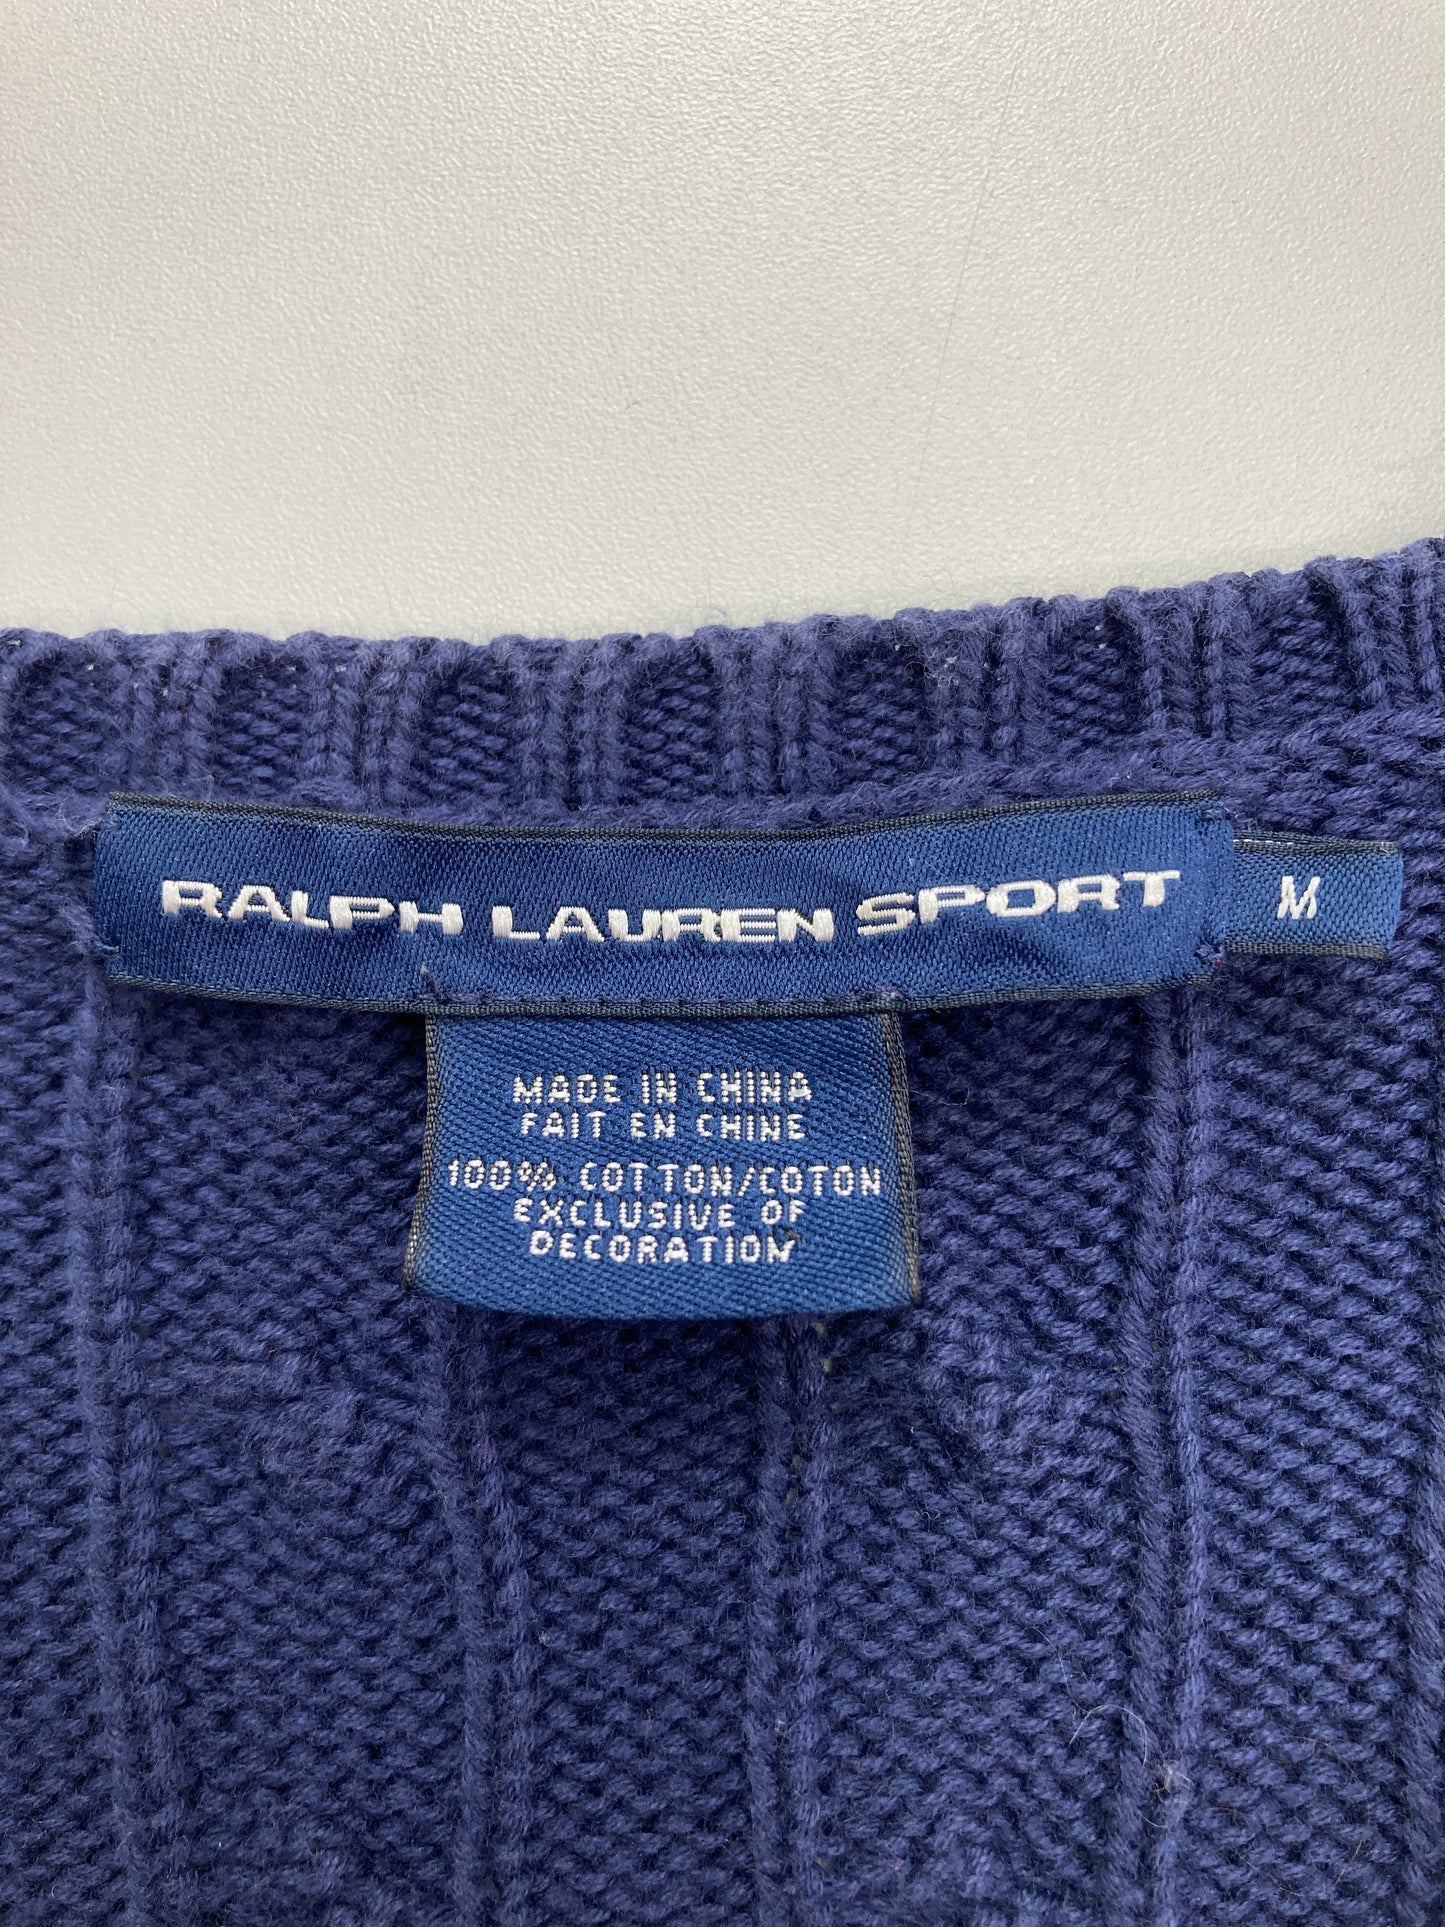 RALPH LAUREN SPORT M
MADE IN CHINA
FAIT EN CHINE
100% COTTON/COTON
EXCLUSIVE OF
DECORATION